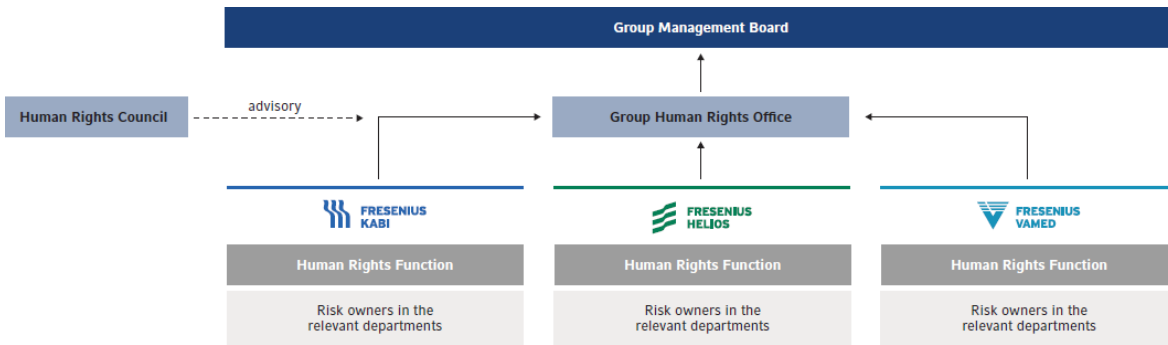 Group Management Board
advisory
Human Rights Council
Group Human Rights Office
FRESENIUS
KABI
FRESENIUS
HELIOS
FRESENIUS
VAMED
Human Rights Function
Human Rights Function
Human Rights Function
Risk owners in the
relevant departments
Risk owners in the
relevant departments
Risk owners in the
relevant departments